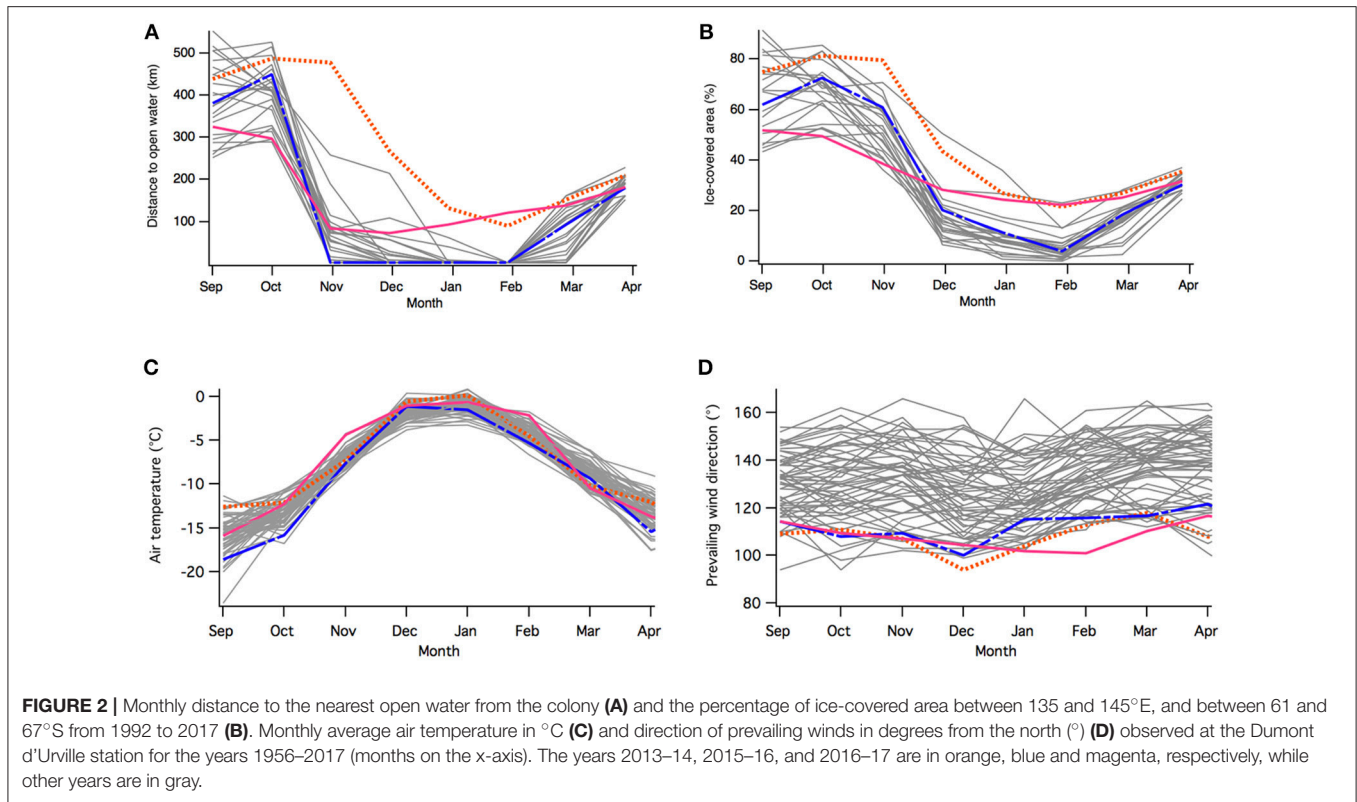 A
500
400
300
200
100
Distance to open water (km)
Sep Oct Nov Dec Jan Feb Mar Apr
Month
B
80
60
40
20
0
Ice-covered area (%)
Sep Oct Nov Dec Jan Feb Mar Apr
Month
C
0
-5
-10
-15
-20
Air temperature (°C)
Sep Oct Nov Dec Jan Feb Mar Apr
Month
D
160
140
120
100
80
Prevailing wind direction (°)
Sep Oct Nov Dec Jan Feb Mar Apr
Month
FIGURE 2 | Monthly distance to the nearest open water from the colony (A) and the percentage of ice-covered area between 135 and 145°E, and between 61 and
67°S from 1992 to 2017 (B). Monthly average air temperature in °C (C) and direction of prevailing winds in degrees from the north (°) (D) observed at the Dumont
d'Urville station for the years 1956–2017 (months on the x-axis). The years 2013–14, 2015–16, and 2016–17 are in orange, blue and magenta, respectively, while
other years are in gray.